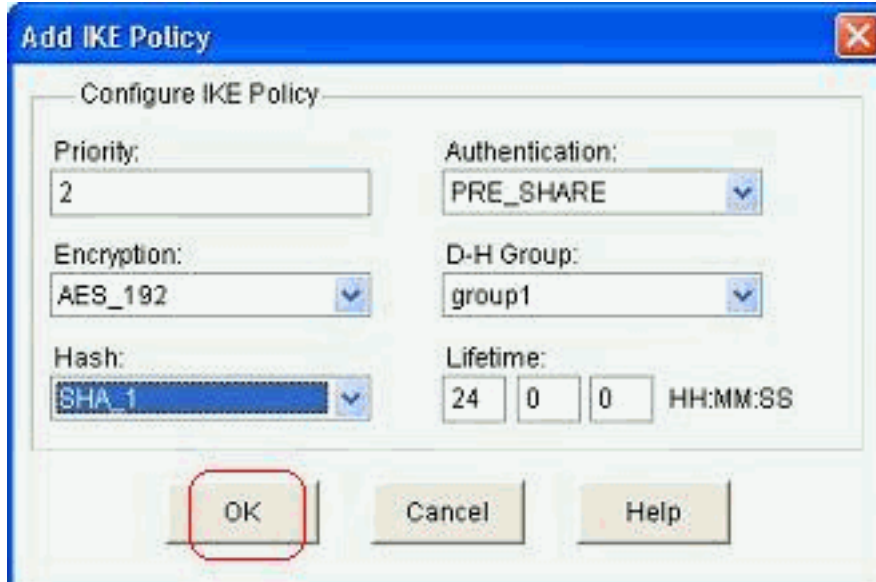 Add IKE Policy
Configure IKE Policy
Priority:
2
Authentication:
PRE_SHARE
Encryption:
AES_192
D-H Group:
group1
Hash:
SHA_1
Lifetime:
24 0 0 HH:MM:SS
OK Cancel Help